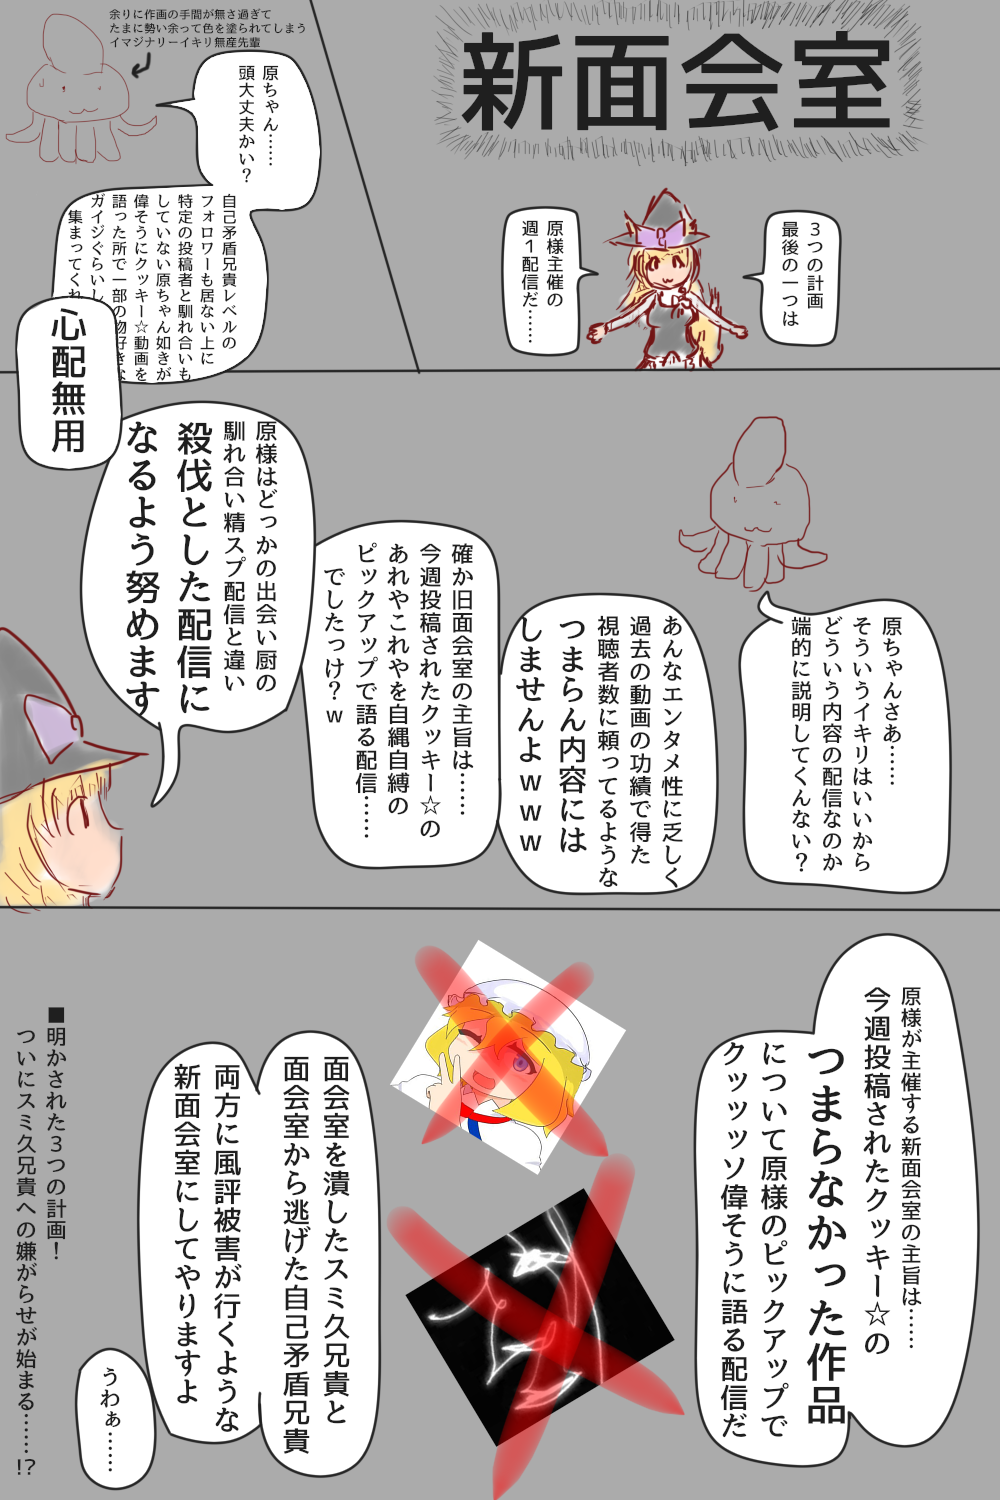 新面会室
３つの計画
最後の一つは
原様主催の
週１配信だ……
余りに作画の手間が無さ過ぎて
たまに勢い余って色を塗られてしまう
イマジナリーイキリ無産先輩
原ちゃん……
頭大丈夫かい？
自己矛盾兄貴レベルの
フォロワーも居ない上に
特定の投稿者と馴れ合いも
していない原ちゃん如きが
偉そうにクッキー☆動画を
語った所で一部の物好きな
ガイジぐらいし
集まってくれ
心配無用
原ちゃんさあ……
そういうイキリはいいから
どういう内容の配信なのか
端的に説明してくんない？
あんなエンタメ性に乏しく
過去の動画の功績で得た
視聴者数に頼ってるような
つまらん内容には
しませんよｗｗｗ
確か旧面会室の主旨は……
今週投稿されたクッキー☆の
あれやこれやを自縄自縛の
ピックアップで語る配信……
でしたっけ？ｗ
原様はどっかの出会い厨の
馴れ合い精スプ配信と違い
殺伐とした配信に
なるよう努めます
原様が主催する新面会室の主旨は……
今週投稿されたクッキー☆の
つまらなかった作品
について原様のピックアップで
クッッッソ偉そうに語る配信だ
面会室を潰したスミ久兄貴と
面会室から逃げた自己矛盾兄貴
両方に風評被害が行くような
新面会室にしてやりますよ
うわぁ……
■明かされた３つの計画！
ついにスミ久兄貴への嫌がらせが始まる……!?